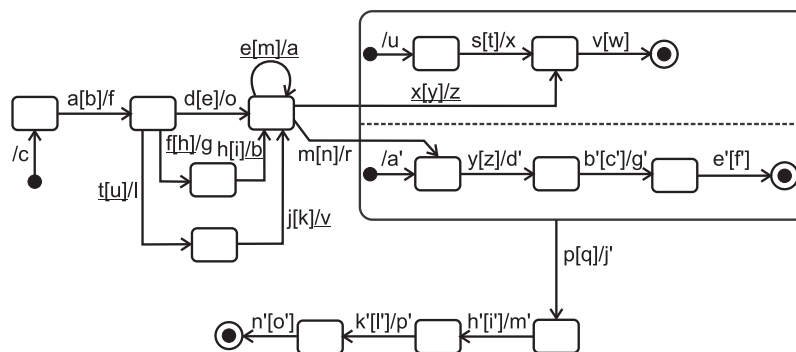 e[m]/a
/u
s[t]/x
v[w]
a[b]/f
d[e]/o
x[y]/z
/c
f[h]/g
h[i]/b
m[n]/r
/a'
y[z]/d'
b'[c']/g'
e'[f']
t[u]/l
j[k]/v
p[q]/j'
n'[o']
k'[l']/p'
h'[i']/m'